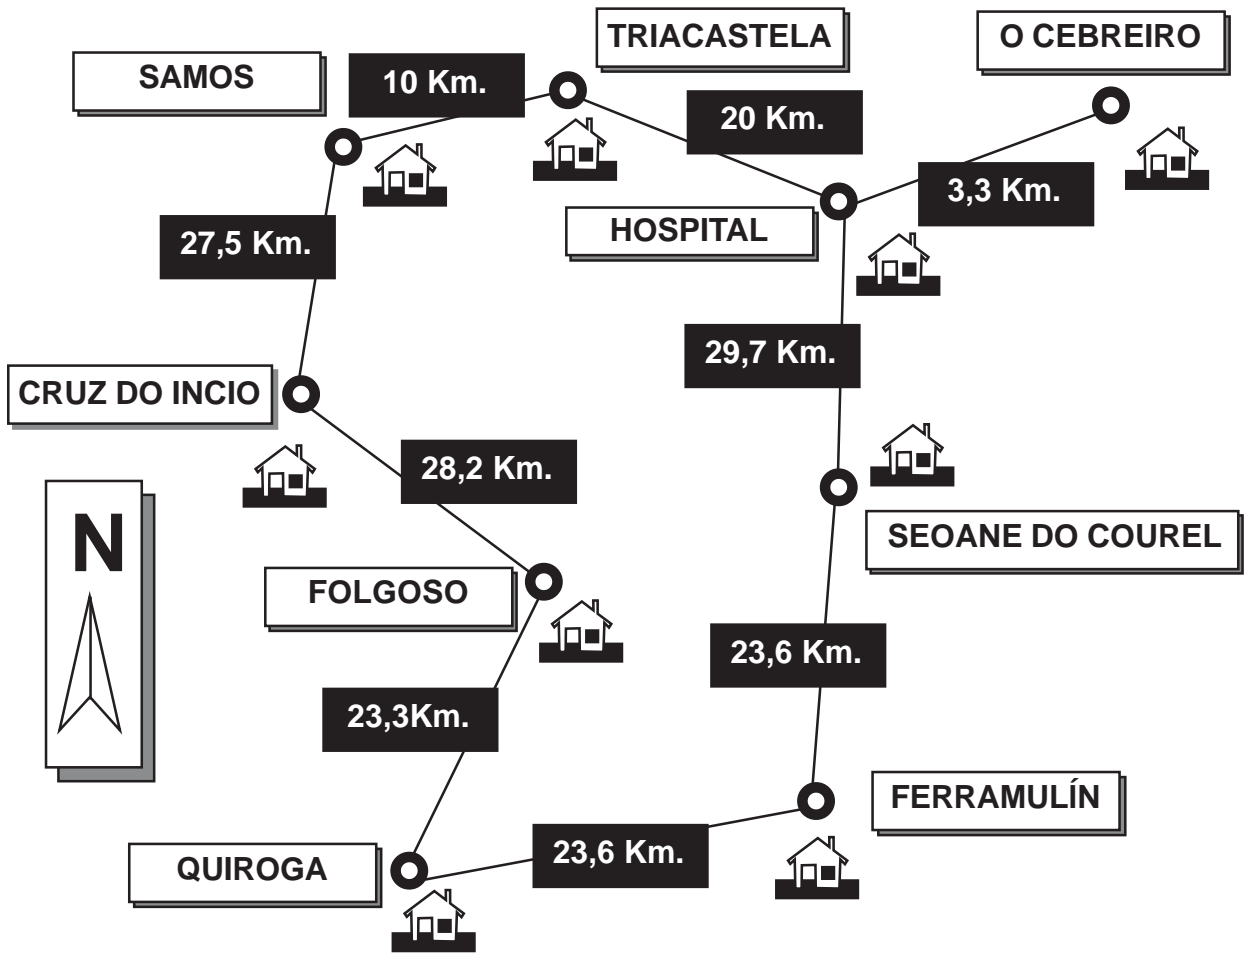 TRIACASTELA
O CEBREIRO
SAMOS
10 Km.
20 Km.
3,3 Km.
HOSPITAL
27,5 Km.
29,7 Km.
CRUZ DO INCIO
28,2 Km.
SEOANE DO COUREL
N
FOLGOSO
23,6 Km.
23,3Km.
FERRAMULÍN
23,6 Km.
QUIROGA